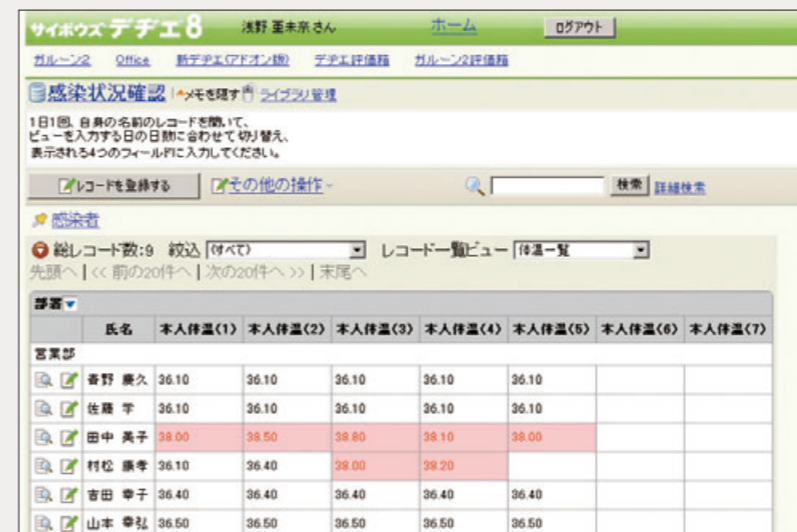 サイボウズ デヂエ8 浅野 亜未奈 さん ホーム ログアウト
ガルーン2 Office 新デヂエ(アドオン版) デヂエ評価箱 ガルーン2評価箱
感染状況確認 メモを隠す ライブラリ管理
1日1回、自身の名前のレコードを開いて、
ビューを入力する日の日数に合わせて切り替え、
表示される4つのフィールドに入力してください。
レコードを登録する その他の操作 検索 詳細検索
感染者
総レコード数:9 絞込 (すべて) レコード一覧ビュー 体温一覧
先頭へ | << 前の20件へ | 次の20件へ >> | 末尾へ
部署
氏名 本人体温(1) 本人体温(2) 本人体温(3) 本人体温(4) 本人体温(5) 本人体温(6) 本人体温(7)
営業部
青野 慶久 36.10 36.10 36.10 36.10 36.10
佐藤 学 36.10 36.10 36.10 36.10 36.10
田中 美子 38.00 38.50 38.80 38.10 38.00
村松 康孝 36.10 36.40 38.00 38.20
吉田 幸子 36.40 36.40 36.40 36.40 36.40
山本 幸弘 36.50 36.50 36.50 36.50 36.50